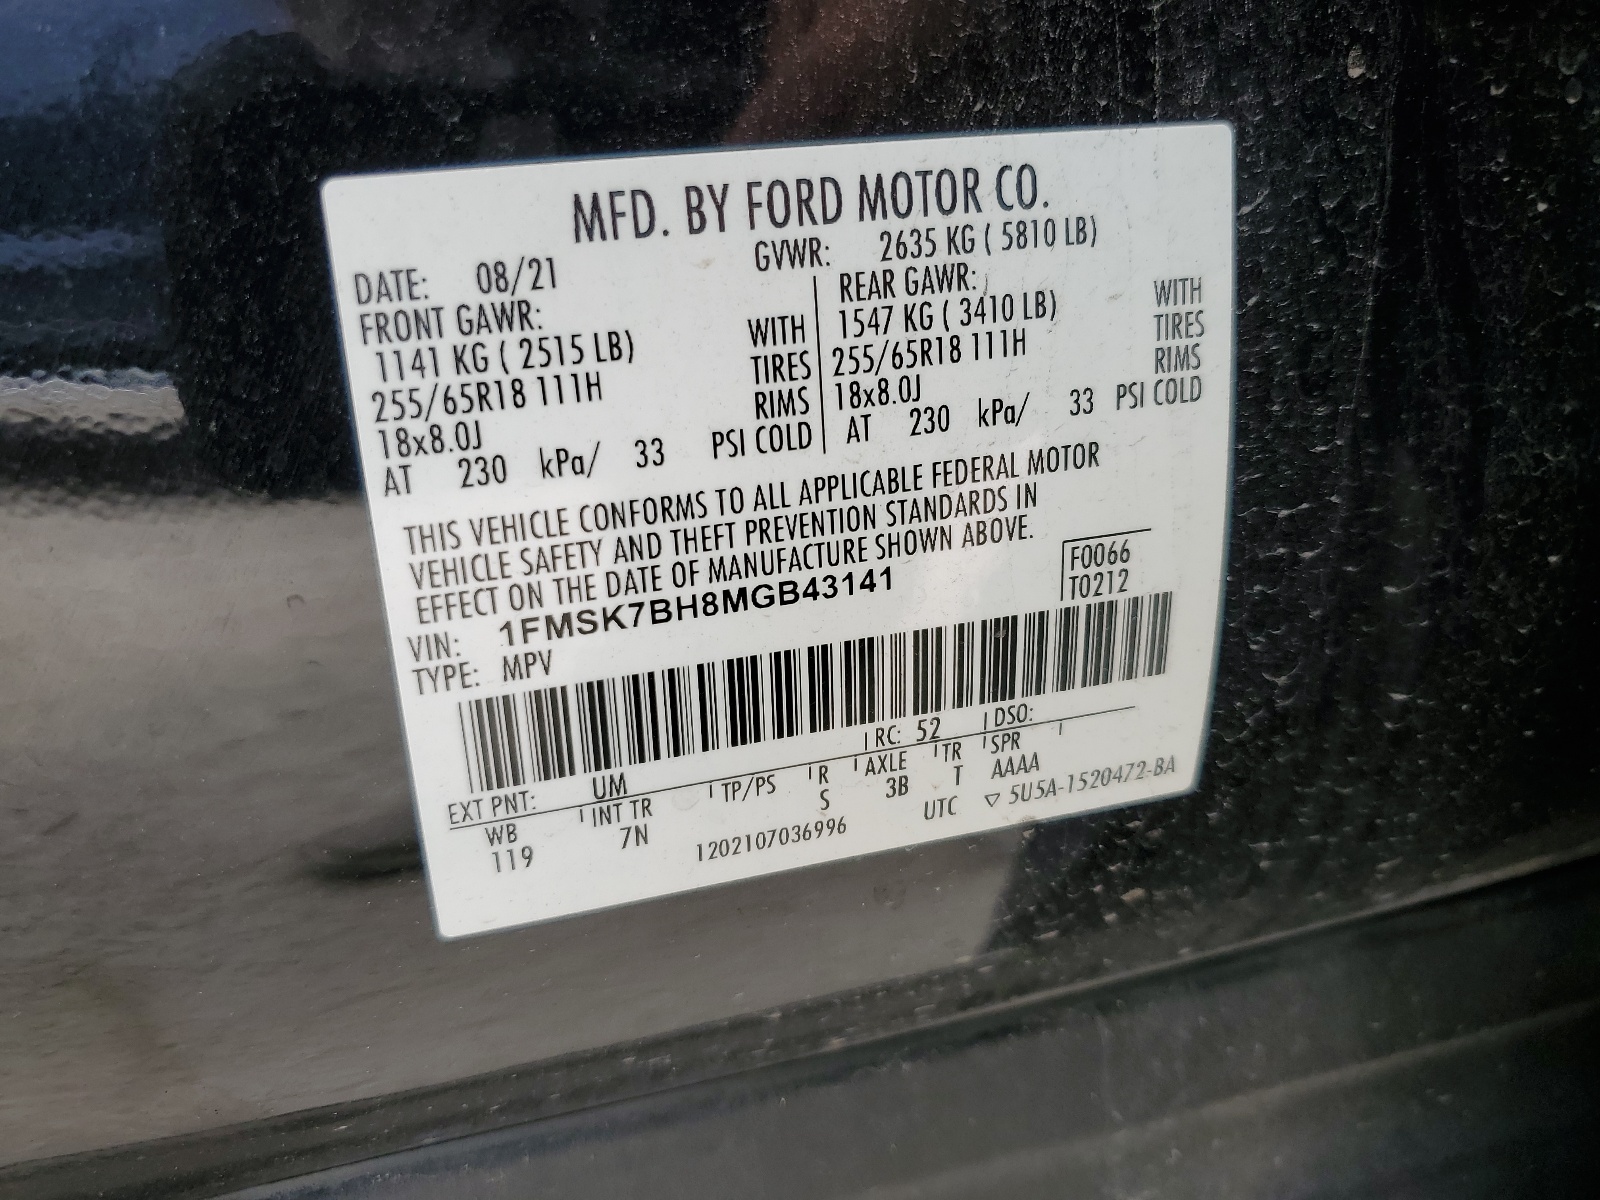 MFD. BY FORD MOTOR CO.
DATE: 08/21 GVWR: 2635 KG ( 5810 LB)
FRONT GAWR: REAR GAWR:
1141 KG ( 2515 LB) WITH 1547 KG ( 3410 LB) WITH
255/65R18 111H TIRES 255/65R18 111H TIRES
18x8.0J RIMS 18x8.0J RIMS
AT 230 kPa/ 33 PSI COLD AT 230 kPa/ 33 PSI COLD
THIS VEHICLE CONFORMS TO ALL APPLICABLE FEDERAL MOTOR
VEHICLE SAFETY AND THEFT PREVENTION STANDARDS IN
EFFECT ON THE DATE OF MANUFACTURE SHOWN ABOVE.
VIN: 1FMSK7BH8MGB43141 F0066
TYPE: MPV T0212
EXT PNT: UM RC: 52 DSO:
WB INT TR TP/PS R AXLE TR SPR
119 7N S 3B T AAAA
1202107036996 UTC ▽ 5U5A-1520472-BA